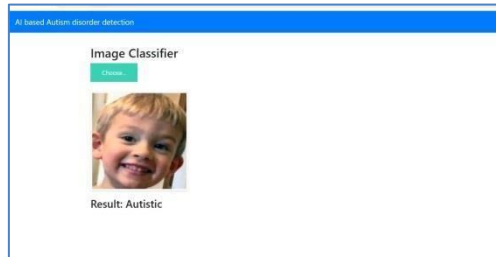 AI based Autism disorder detection
Image Classifier
Choose...
Result: Autistic